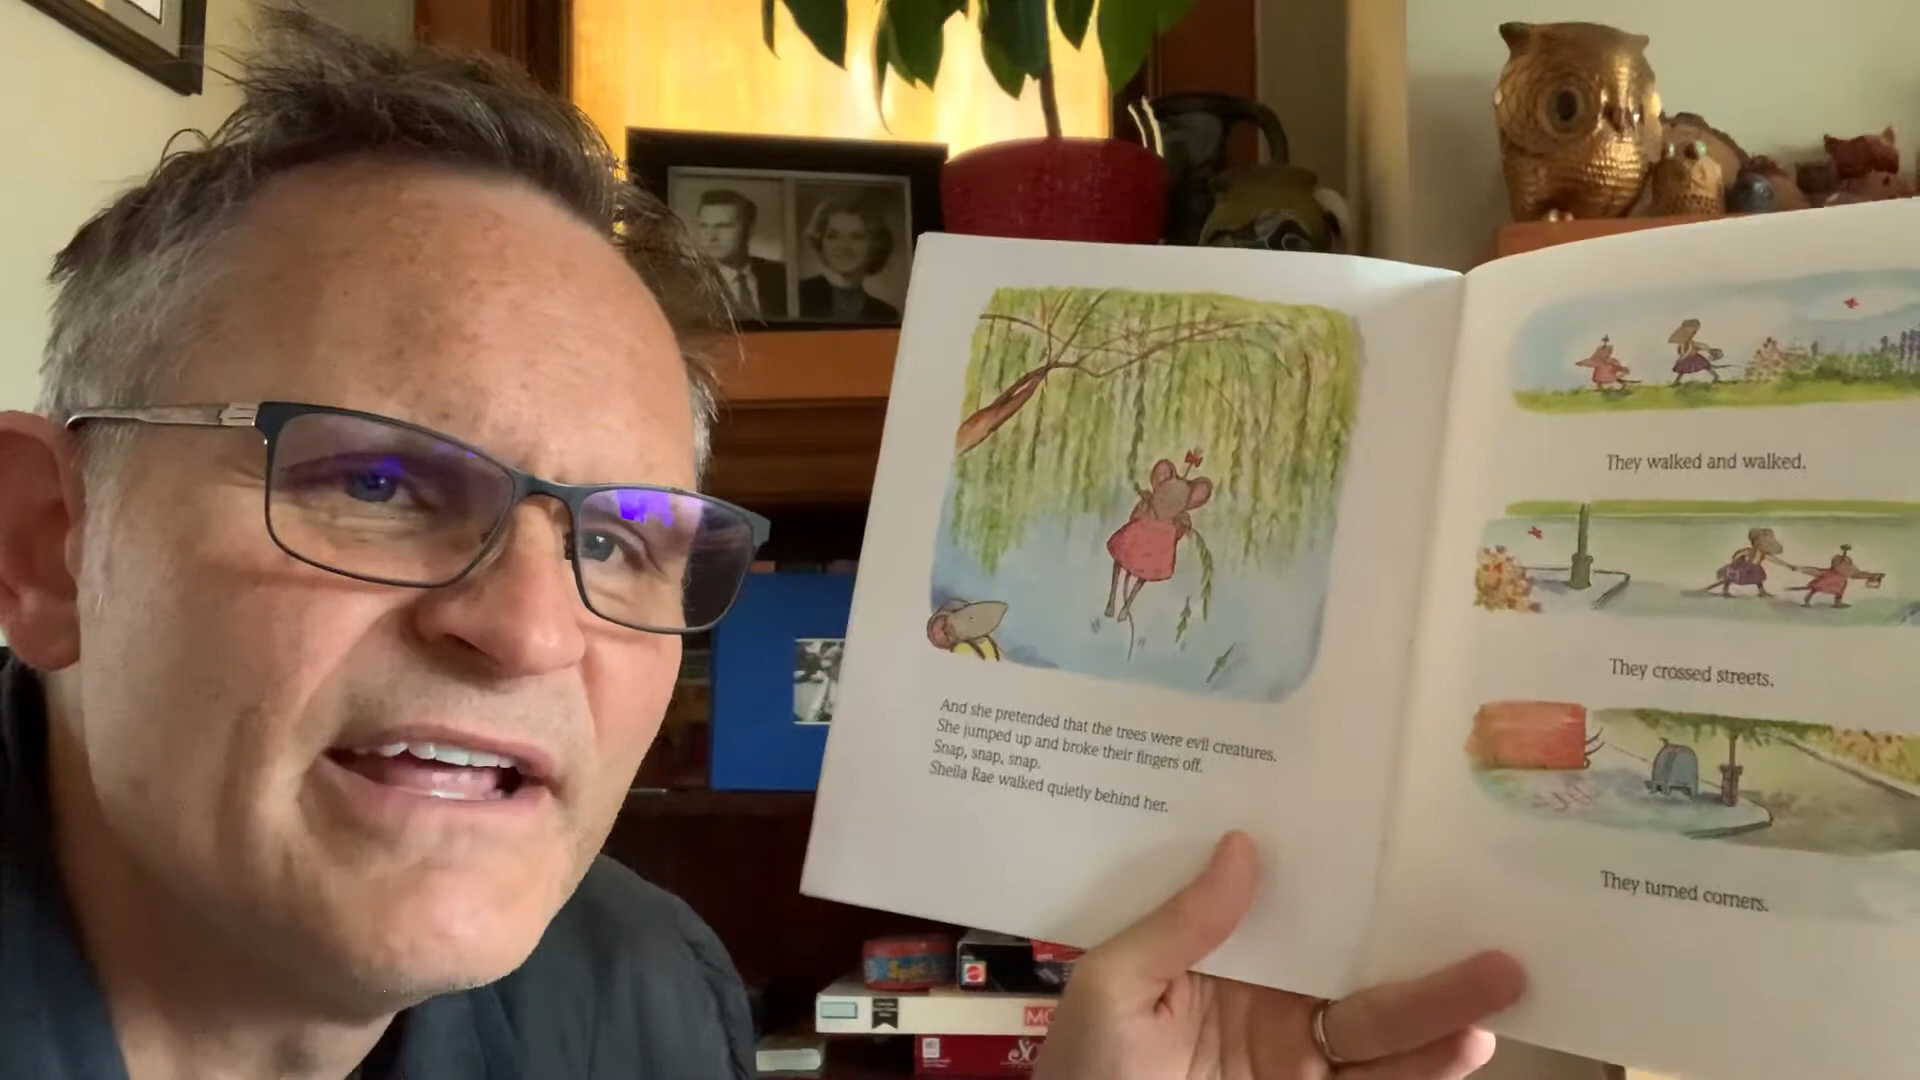 And she pretended that the trees were evil creatures.
She jumped up and broke their fingers off.
Snap, snap, snap.
Sheila Rae walked quietly behind her.
They walked and walked.
They crossed streets.
They turned corners.